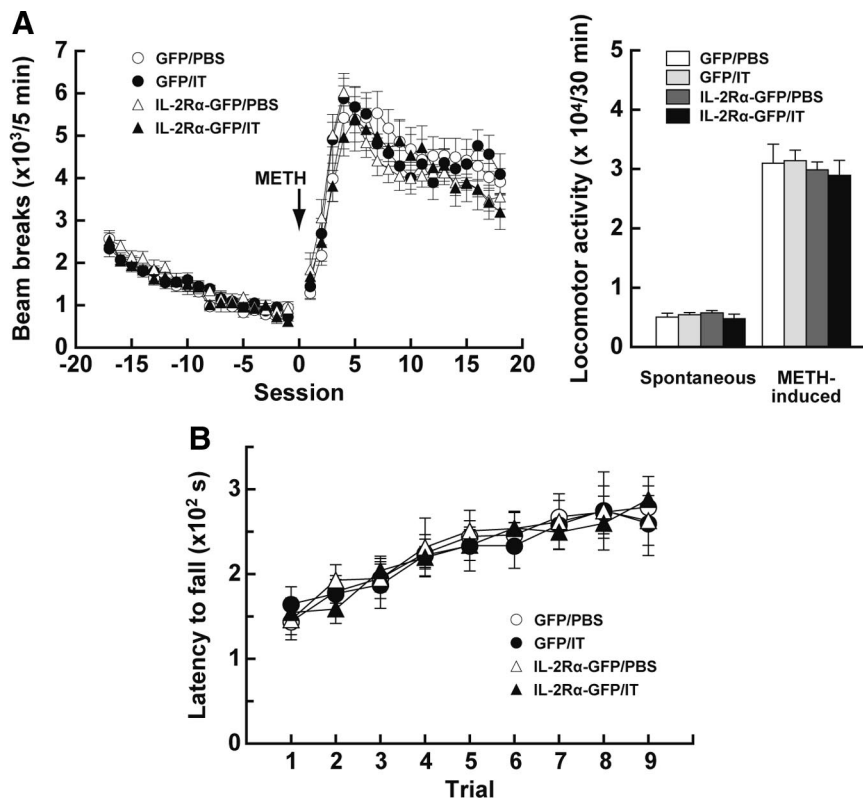 A
Beam breaks (x10³/5 min)
7
6
5
4
3
2
1
0
-20 -15 -10 -5 0 5 10 15 20
Session
METH
GFP/PBS
GFP/IT
IL-2Rα-GFP/PBS
IL-2Rα-GFP/IT
Locomotor activity (x 10⁴/30 min)
5
4
3
2
1
0
GFP/PBS
GFP/IT
IL-2Rα-GFP/PBS
IL-2Rα-GFP/IT
Spontaneous
METH-
induced
B
Latency to fall (x10² s)
3
2
1
0
1 2 3 4 5 6 7 8 9
Trial
GFP/PBS
GFP/IT
IL-2Rα-GFP/PBS
IL-2Rα-GFP/IT